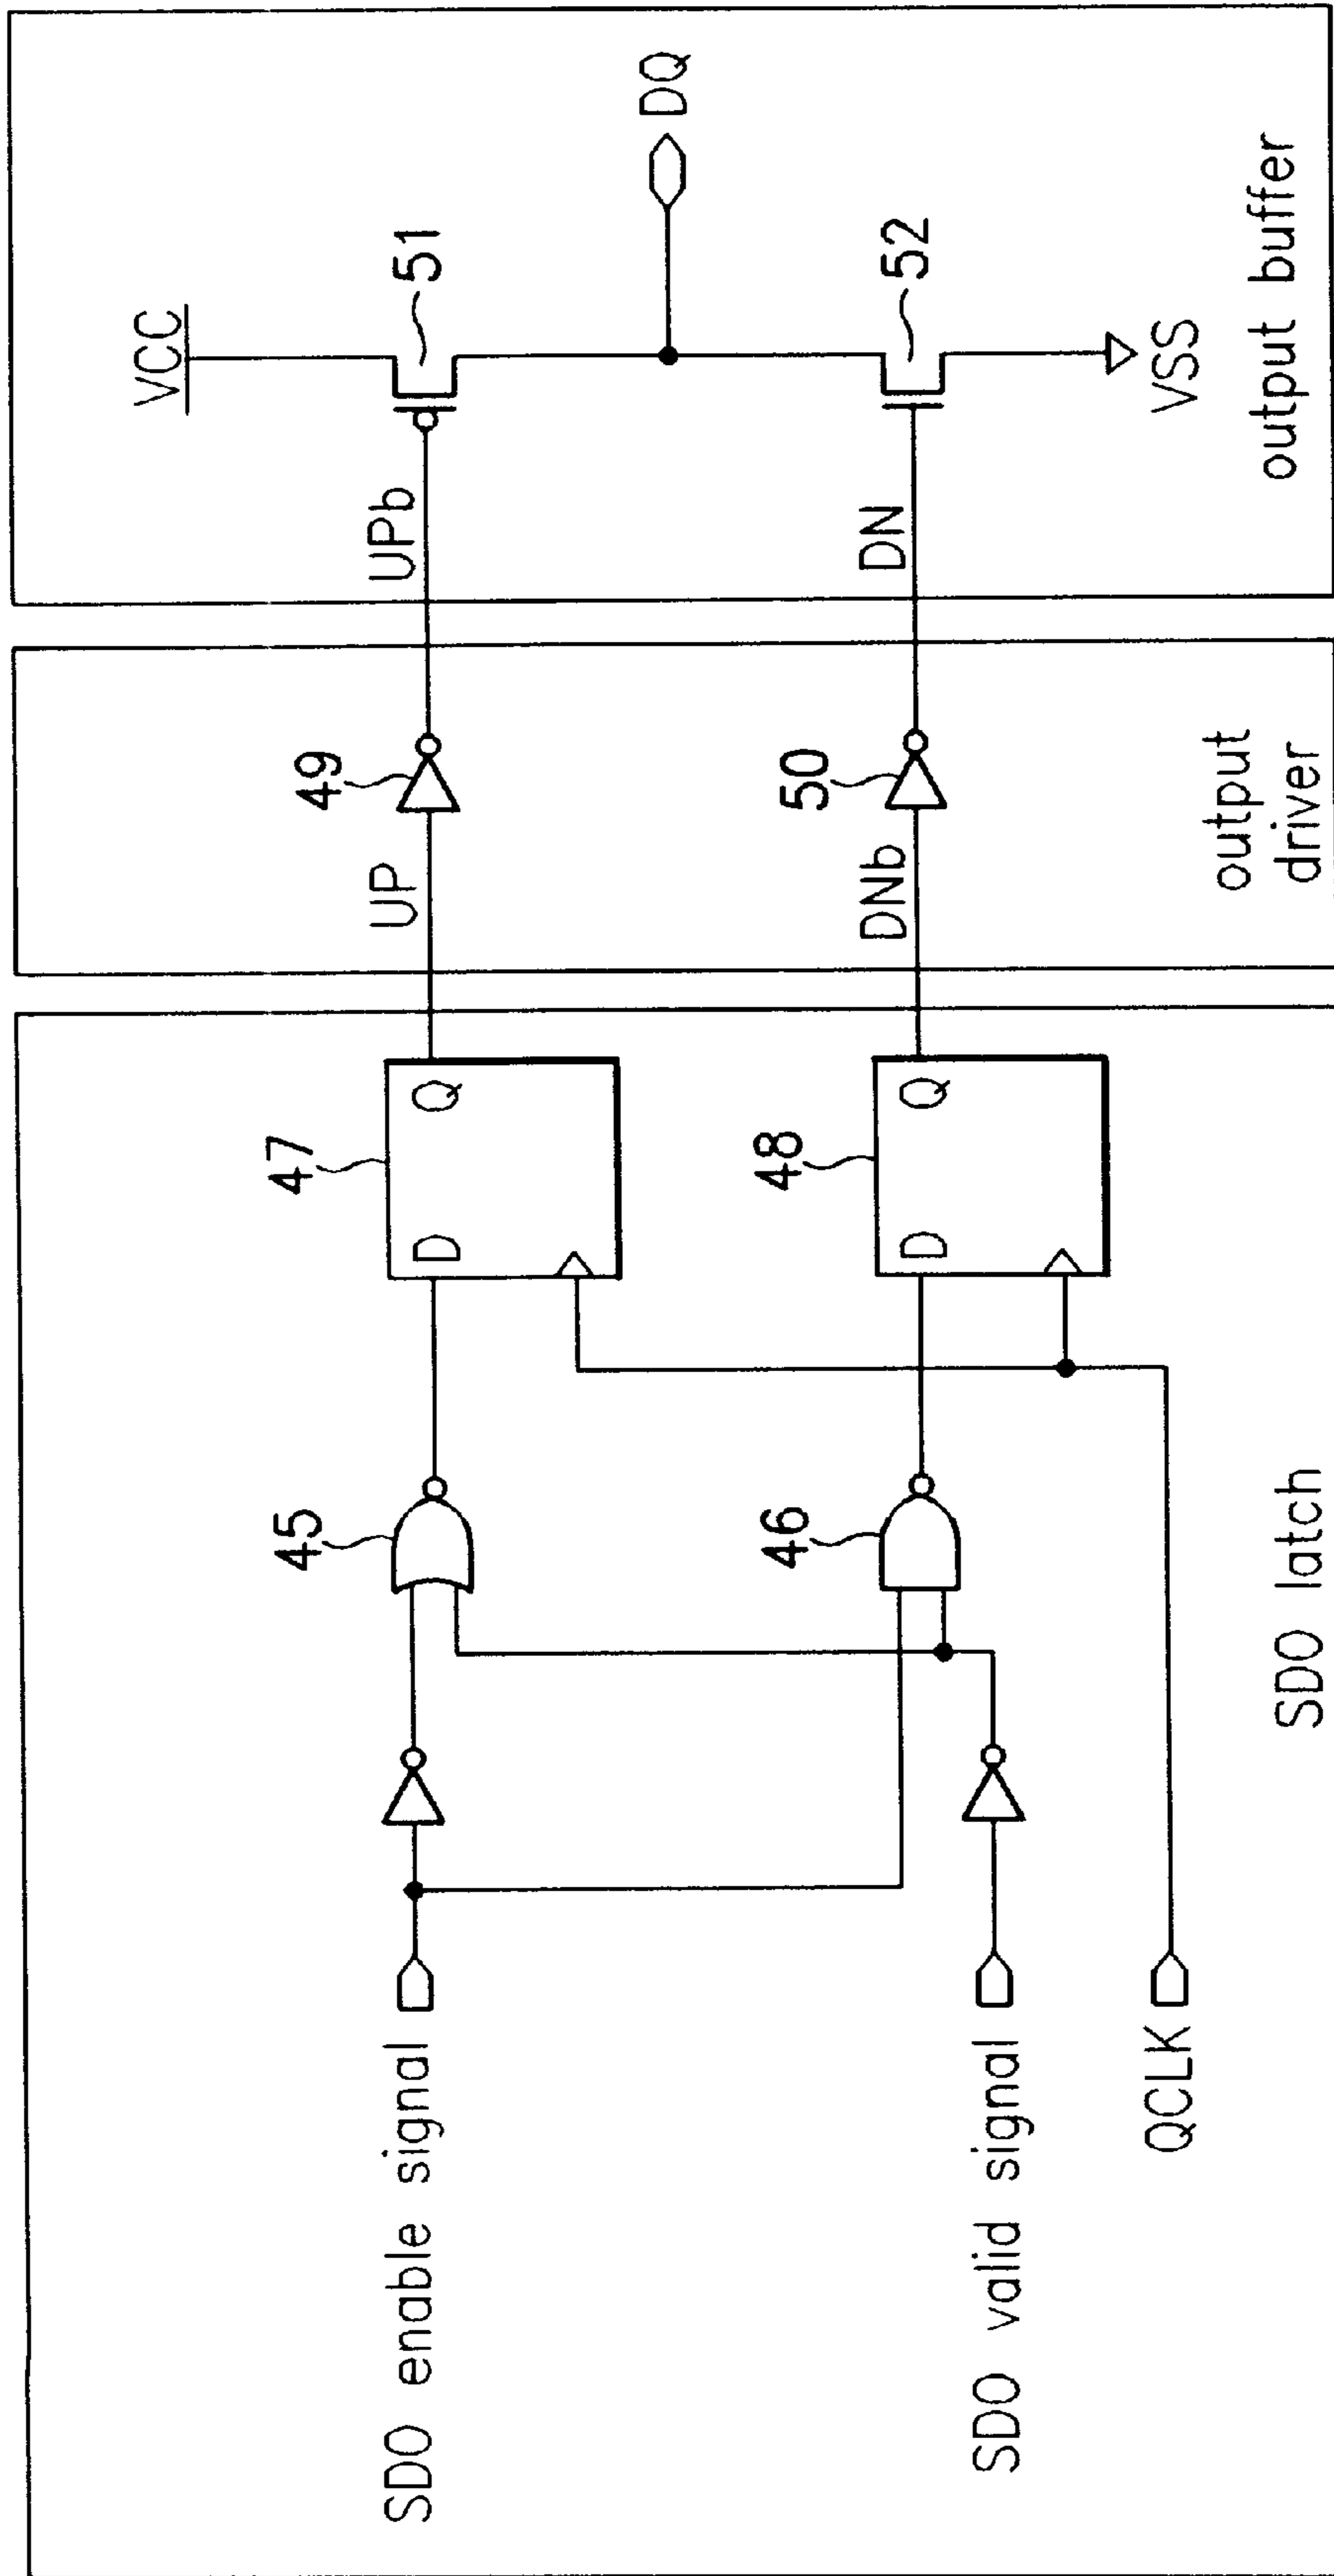 SDO enable signal
SDO valid signal
QCLK
45
46
47
D
Q
48
D
Q
SDO latch
UP
49
DNb
50
output
driver
UPb
DN
VCC
51
DQ
52
VSS
output buffer